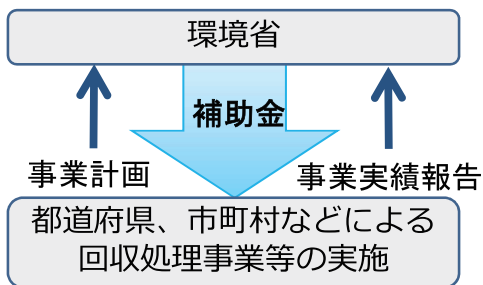 環境省
補助金
事業計画
事業実績報告
都道府県、市町村などによる
回収処理事業等の実施